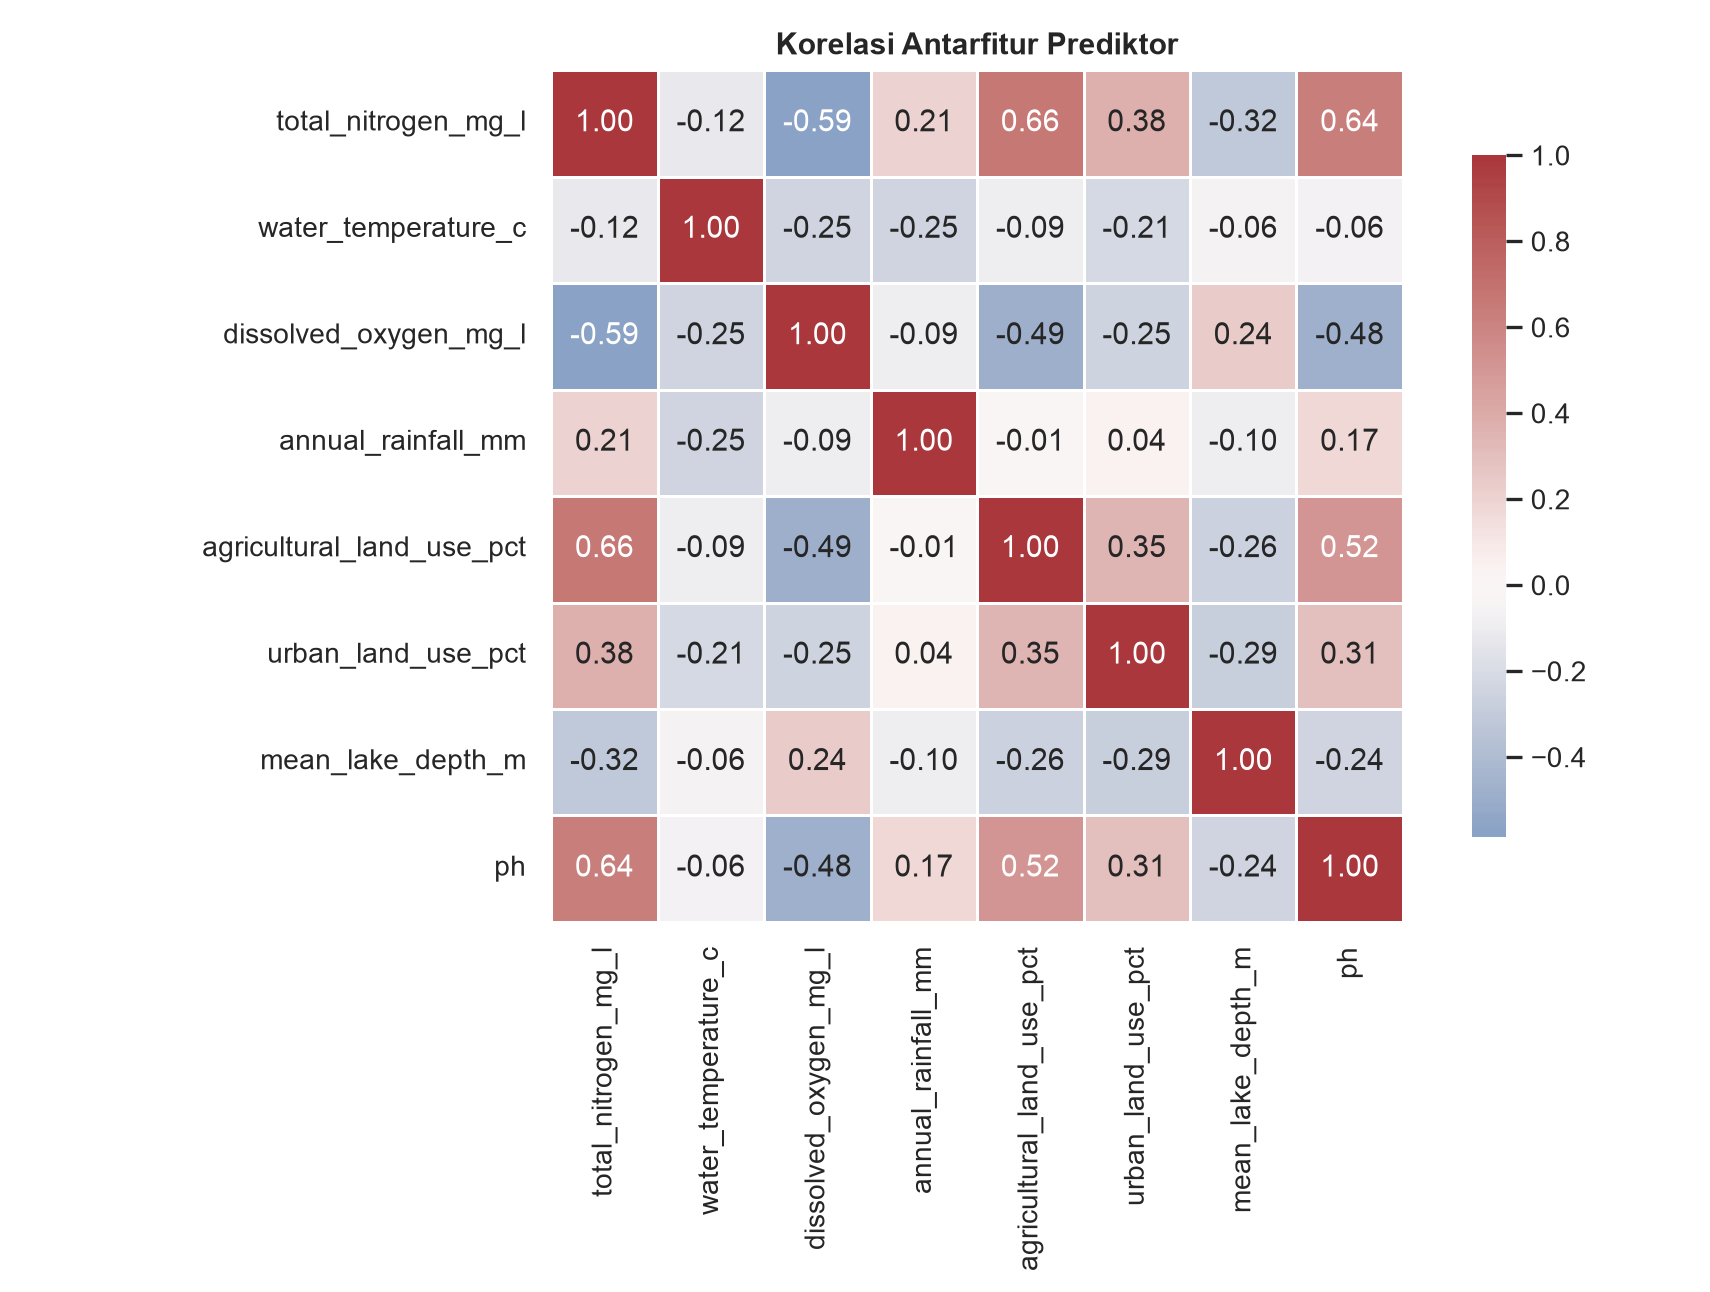 Korelasi Antarfitur Prediktor
total_nitrogen_mg_l 1.00 -0.12 -0.59 0.21 0.66 0.38 -0.32 0.64
water_temperature_c -0.12 1.00 -0.25 -0.25 -0.09 -0.21 -0.06 -0.06
dissolved_oxygen_mg_l -0.59 -0.25 1.00 -0.09 -0.49 -0.25 0.24 -0.48
annual_rainfall_mm 0.21 -0.25 -0.09 1.00 -0.01 0.04 -0.10 0.17
agricultural_land_use_pct 0.66 -0.09 -0.49 -0.01 1.00 0.35 -0.26 0.52
urban_land_use_pct 0.38 -0.21 -0.25 0.04 0.35 1.00 -0.29 0.31
mean_lake_depth_m -0.32 -0.06 0.24 -0.10 -0.26 -0.29 1.00 -0.24
ph 0.64 -0.06 -0.48 0.17 0.52 0.31 -0.24 1.00
total_nitrogen_mg_l
water_temperature_c
dissolved_oxygen_mg_l
annual_rainfall_mm
agricultural_land_use_pct
urban_land_use_pct
mean_lake_depth_m
ph
1.0
0.8
0.6
0.4
0.2
0.0
−0.2
−0.4